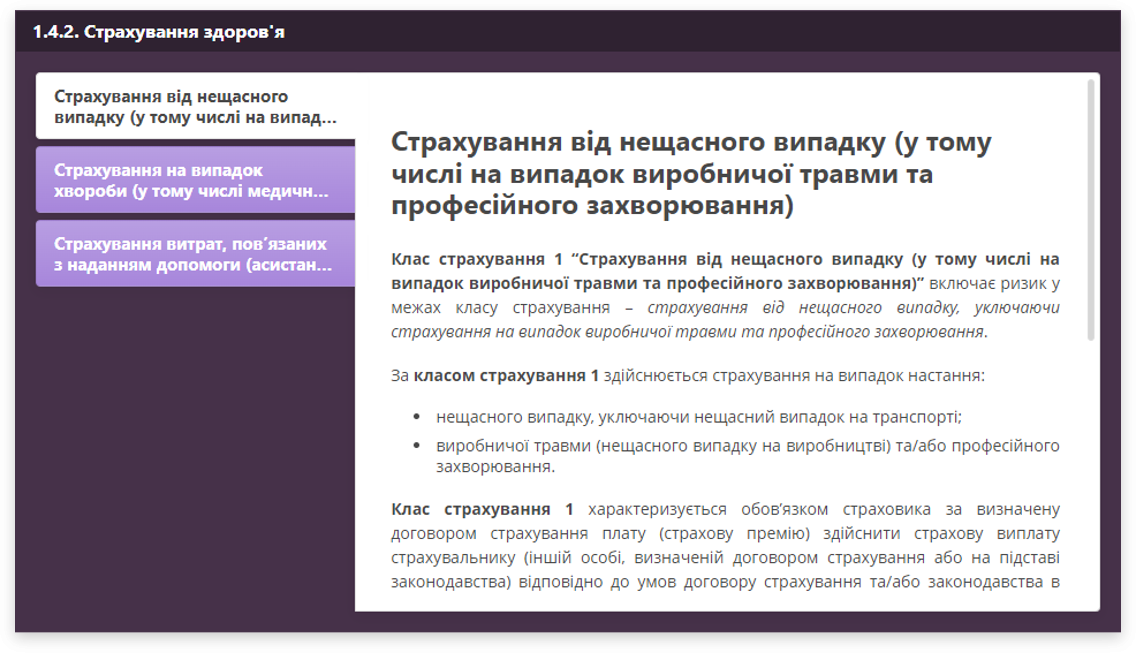 1.4.2. Страхування здоров'я
Страхування від нещасного
випадку (у тому числі на випад...
Страхування на випадок
хвороби (у тому числі медичн...
Страхування витрат, пов’язаних
з наданням допомоги (асистан...
Страхування від нещасного випадку (у тому
числі на випадок виробничої травми та
професійного захворювання)
Клас страхування 1 “Страхування від нещасного випадку (у тому числі на
випадок виробничої травми та професійного захворювання)” включає ризик у
межах класу страхування – страхування від нещасного випадку, уключаючи
страхування на випадок виробничої травми та професійного захворювання.
За класом страхування 1 здійснюється страхування на випадок настання:
• нещасного випадку, уключаючи нещасний випадок на транспорті;
• виробничої травми (нещасного випадку на виробництві) та/або професійного
захворювання.
Клас страхування 1 характеризується обов’язком страховика за визначену
договором страхування плату (страхову премію) здійснити страхову виплату
страхувальнику (іншій особі, визначеній договором страхування або на підставі
законодавства) відповідно до умов договору страхування та/або законодавства в